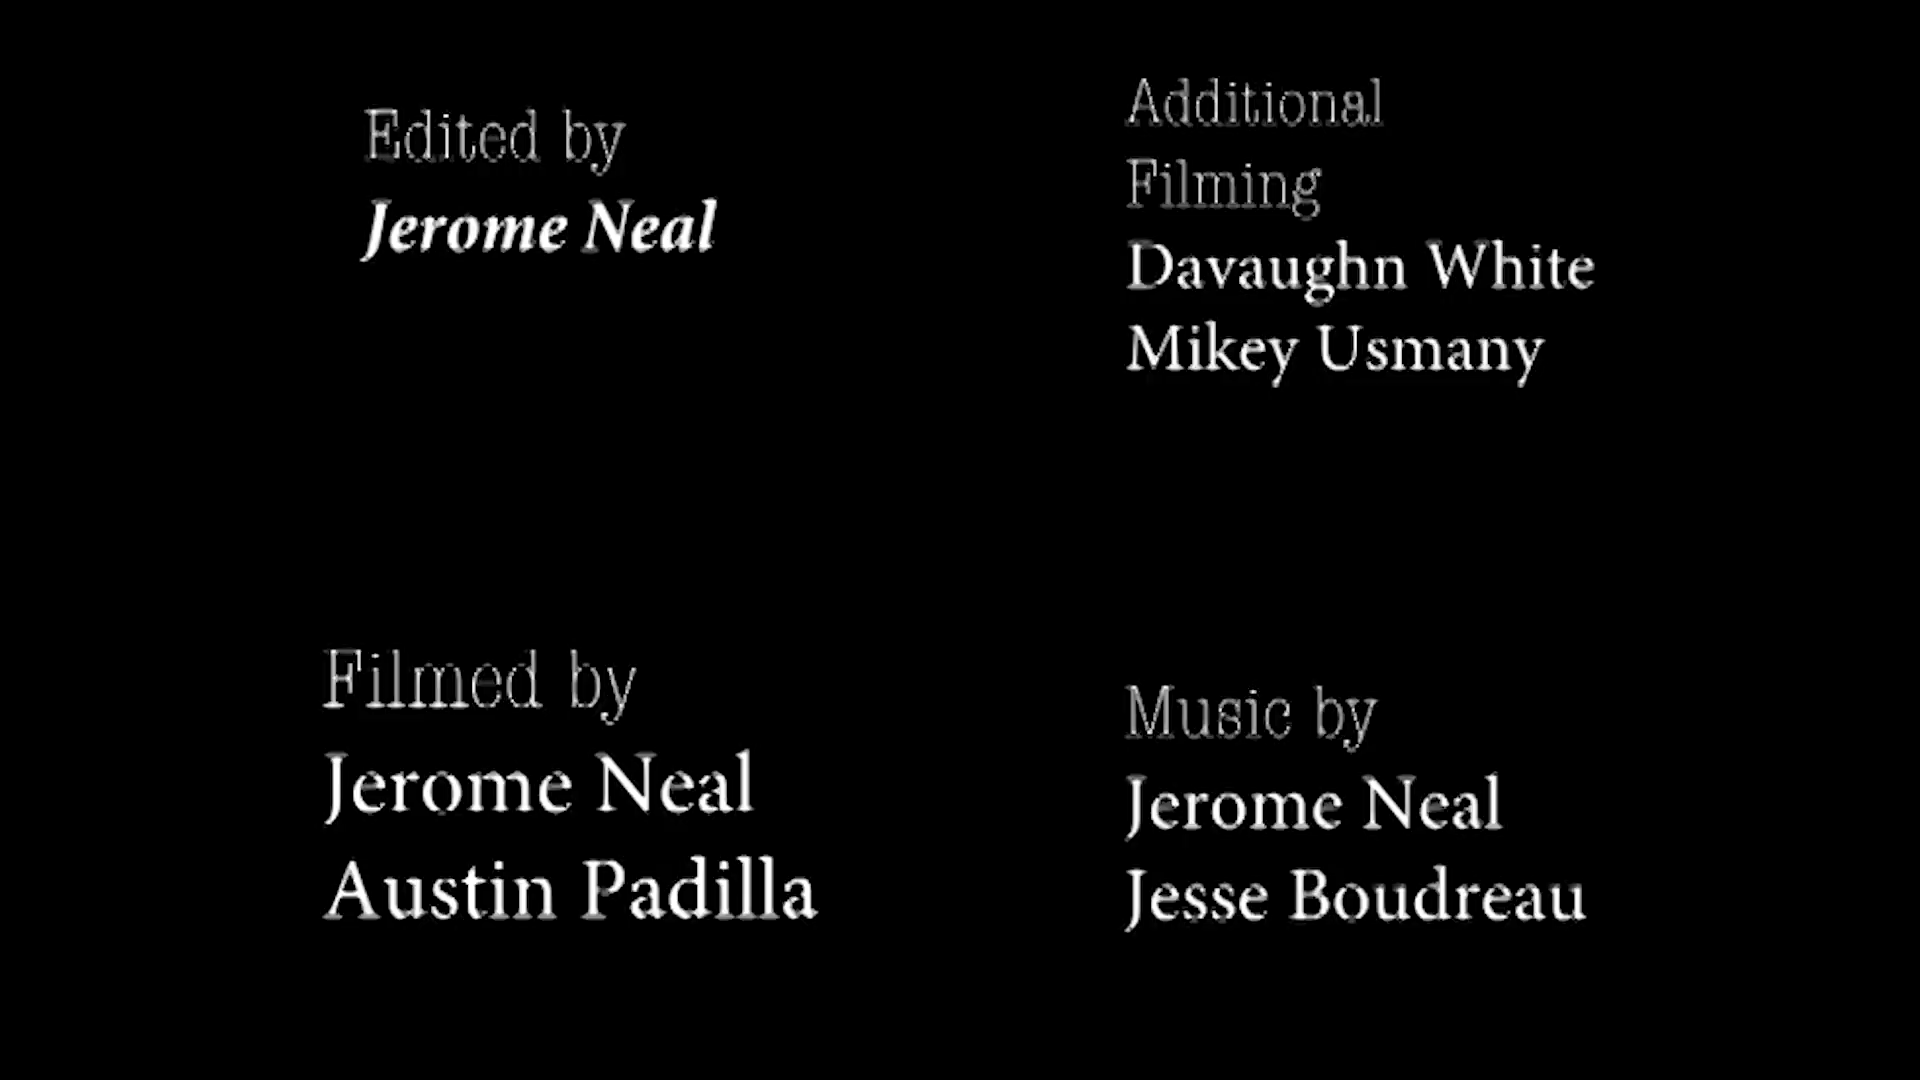 Edited by
Jerome Neal
Additional
Filming
Davaughn White
Mikey Usmany
Filmed by
Jerome Neal
Austin Padilla
Music by
Jerome Neal
Jesse Boudreau